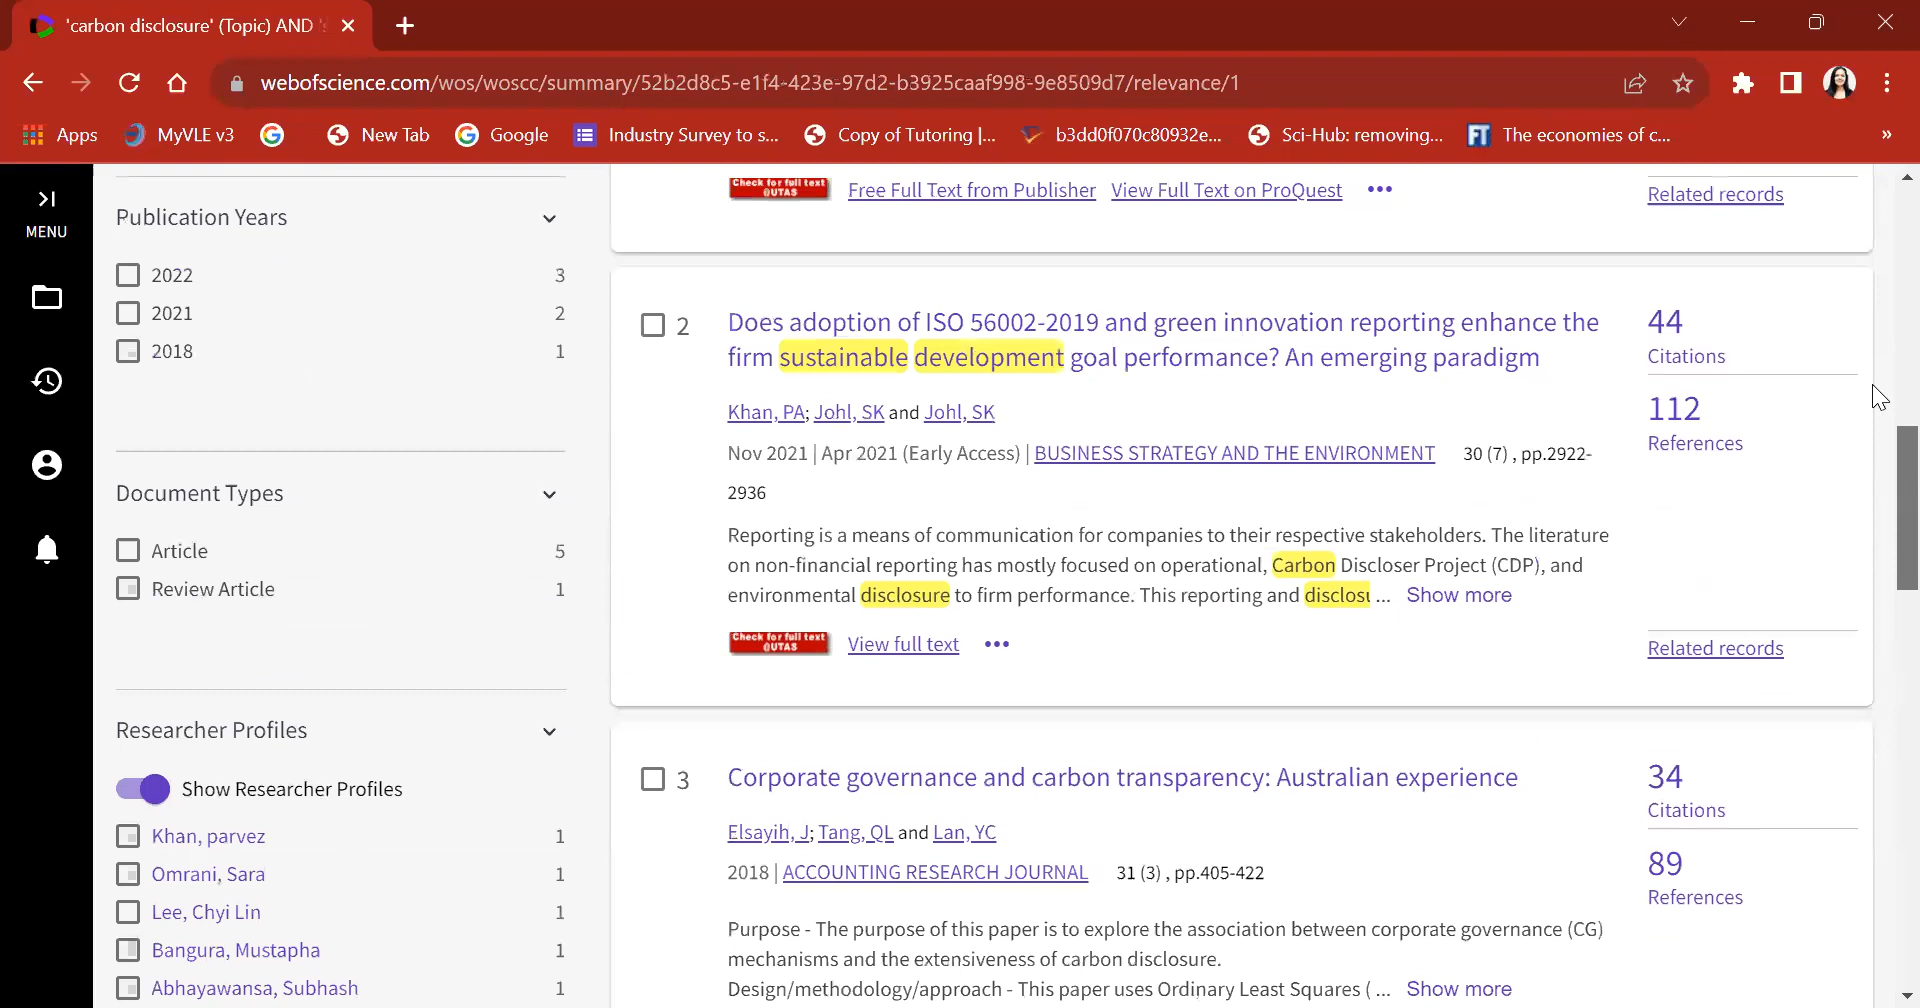 'carbon disclosure' (Topic) AND
webofscience.com/wos/woscc/summary/52b2d8c5-e1f4-423e-97d2-b3925caaf998-9e8509d7/relevance/1
Apps MyVLE v3 New Tab Google Industry Survey to s... Copy of Tutoring |... b3dd0f070c80932e... Sci-Hub: removing... FT The economies of c... »
MENU
Publication Years
2022 3
2021 2
2018 1
Document Types
Article 5
Review Article 1
Researcher Profiles
Show Researcher Profiles
Khan, parvez 1
Omrani, Sara 1
Lee, Chyi Lin 1
Bangura, Mustapha 1
Abhayawansa, Subhash 1
Check for full text @UTAS Free Full Text from Publisher View Full Text on ProQuest •••
Related records
2 Does adoption of ISO 56002-2019 and green innovation reporting enhance the
firm sustainable development goal performance? An emerging paradigm
Khan, PA; Johl, SK and Johl, SK
Nov 2021 | Apr 2021 (Early Access) | BUSINESS STRATEGY AND THE ENVIRONMENT 30 (7) , pp.2922-
2936
Reporting is a means of communication for companies to their respective stakeholders. The literature
on non-financial reporting has mostly focused on operational, Carbon Discloser Project (CDP), and
environmental disclosure to firm performance. This reporting and disclosu ... Show more
Check for full text @UTAS View full text •••
44
Citations
112
References
Related records
3 Corporate governance and carbon transparency: Australian experience
Elsayih, J; Tang, QL and Lan, YC
2018 | ACCOUNTING RESEARCH JOURNAL 31 (3) , pp.405-422
Purpose - The purpose of this paper is to explore the association between corporate governance (CG)
mechanisms and the extensiveness of carbon disclosure.
Design/methodology/approach - This paper uses Ordinary Least Squares ( ... Show more
34
Citations
89
References